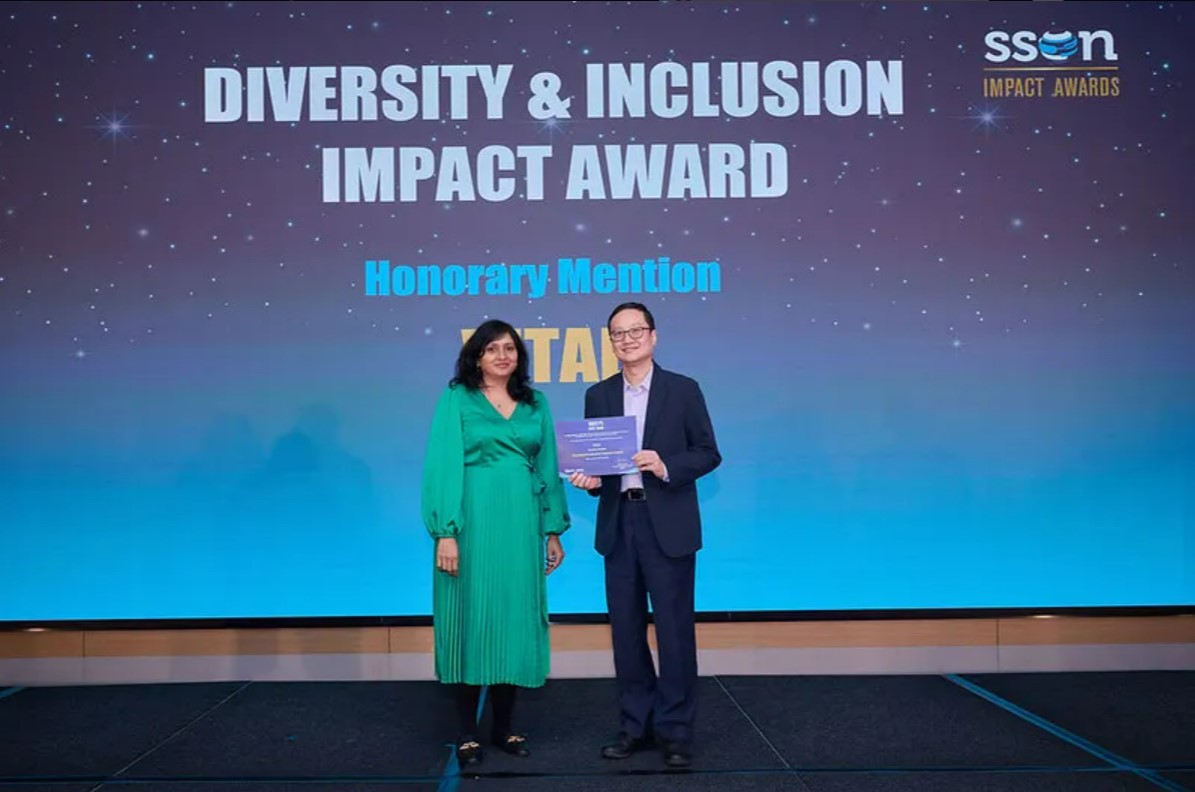 sson
IMPACT AWARDS
DIVERSITY & INCLUSION
IMPACT AWARD
Honorary Mention